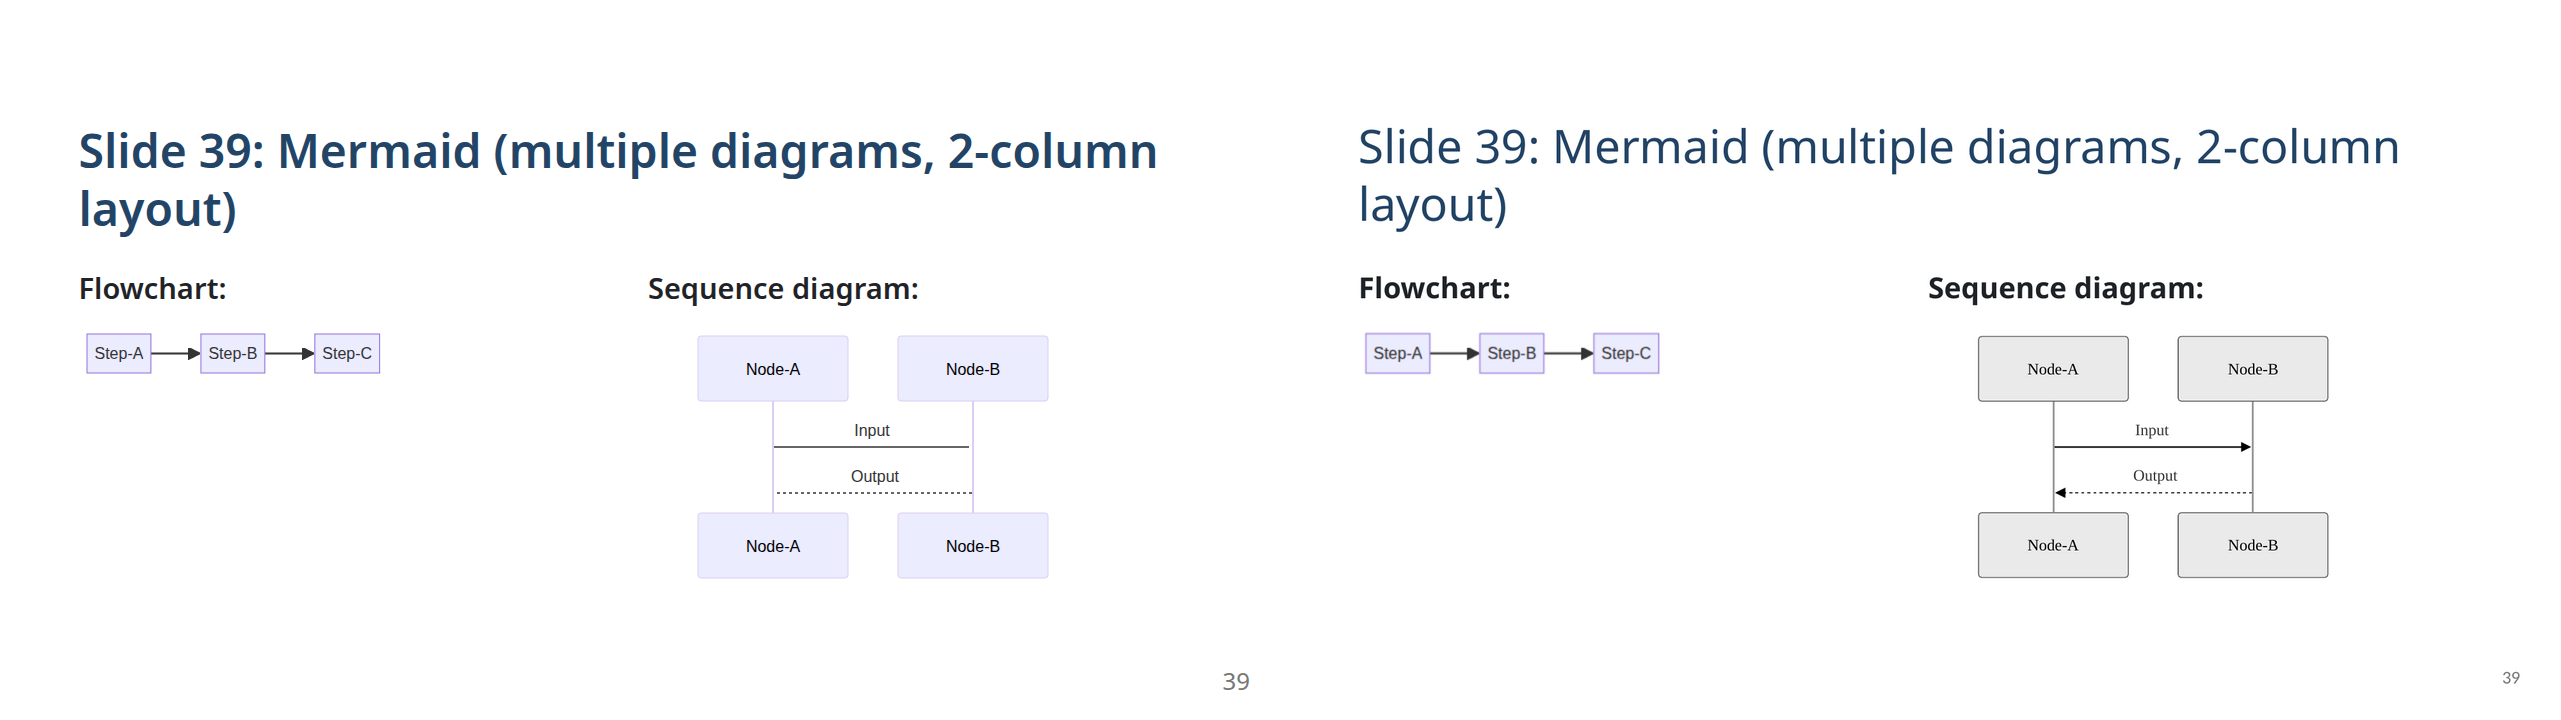 Slide 39: Mermaid (multiple diagrams, 2-column
layout)
Flowchart:
Step-A Step-B Step-C
Sequence diagram:
Node-A Node-B
Input
Output
Node-A Node-B
39
Slide 39: Mermaid (multiple diagrams, 2-column
layout)
Flowchart:
Step-A Step-B Step-C
Sequence diagram:
Node-A Node-B
Input
Output
Node-A Node-B
39